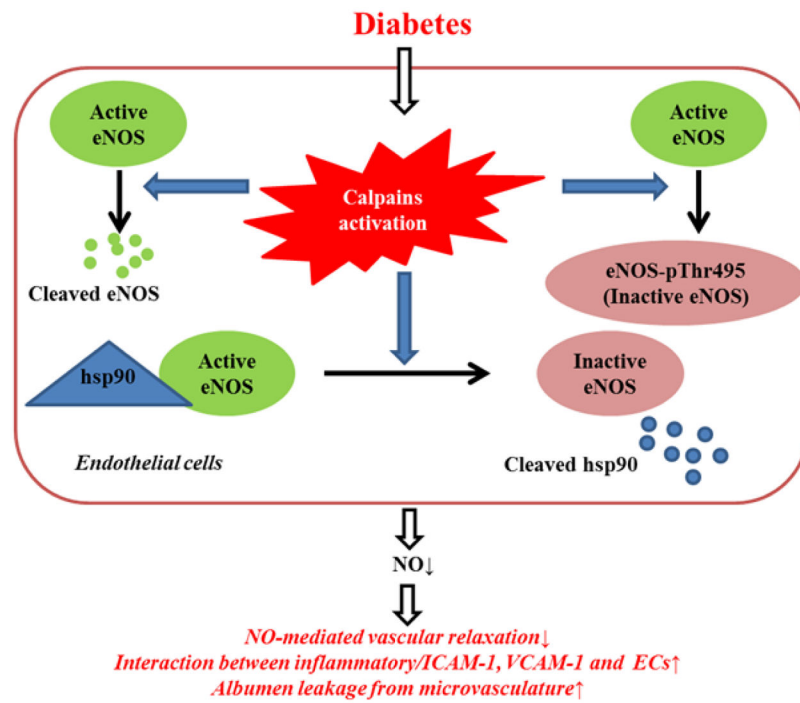 Diabetes
Active
eNOS
Active
eNOS
Calpains
activation
Cleaved eNOS
eNOS-pThr495
(Inactive eNOS)
hsp90
Active
eNOS
Inactive
eNOS
Endothelial cells
Cleaved hsp90
NO↓
NO-mediated vascular relaxation↓
Interaction between inflammatory/ICAM-1, VCAM-1 and ECs↑
Albumen leakage from microvasculature↑